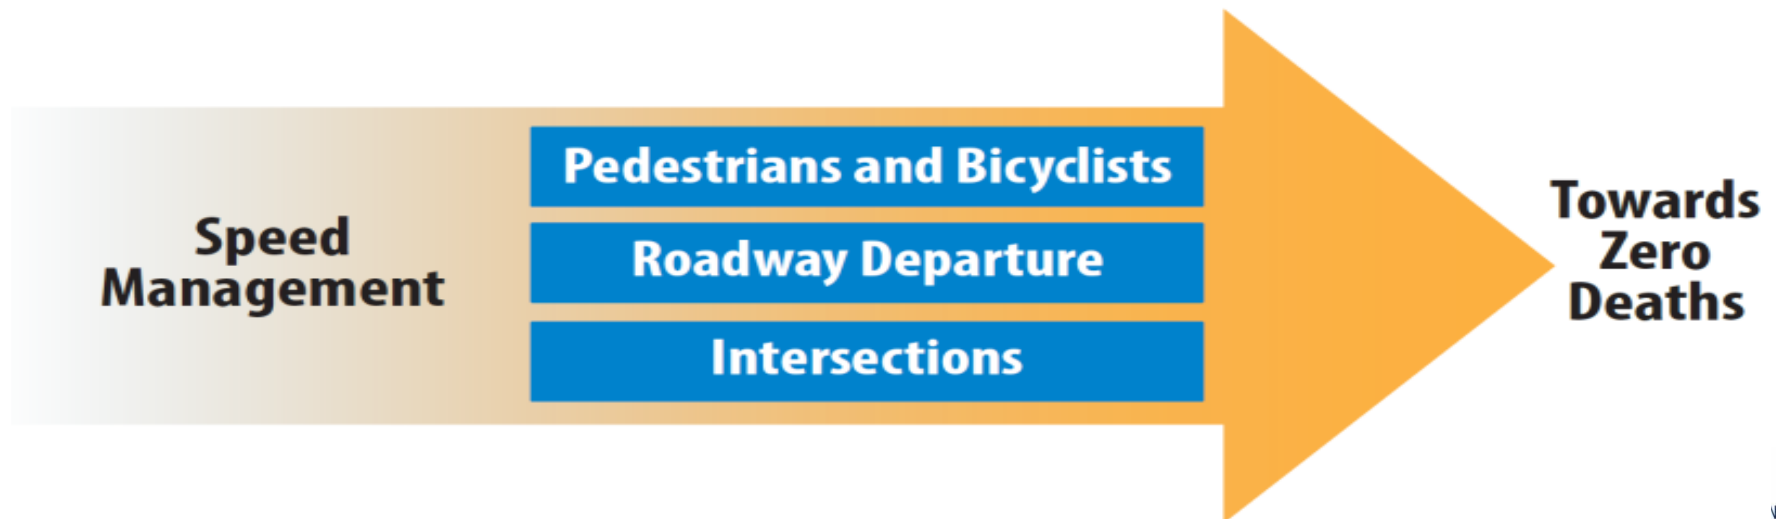 Speed
Management
Pedestrians and Bicyclists
Roadway Departure
Intersections
Towards
Zero
Deaths